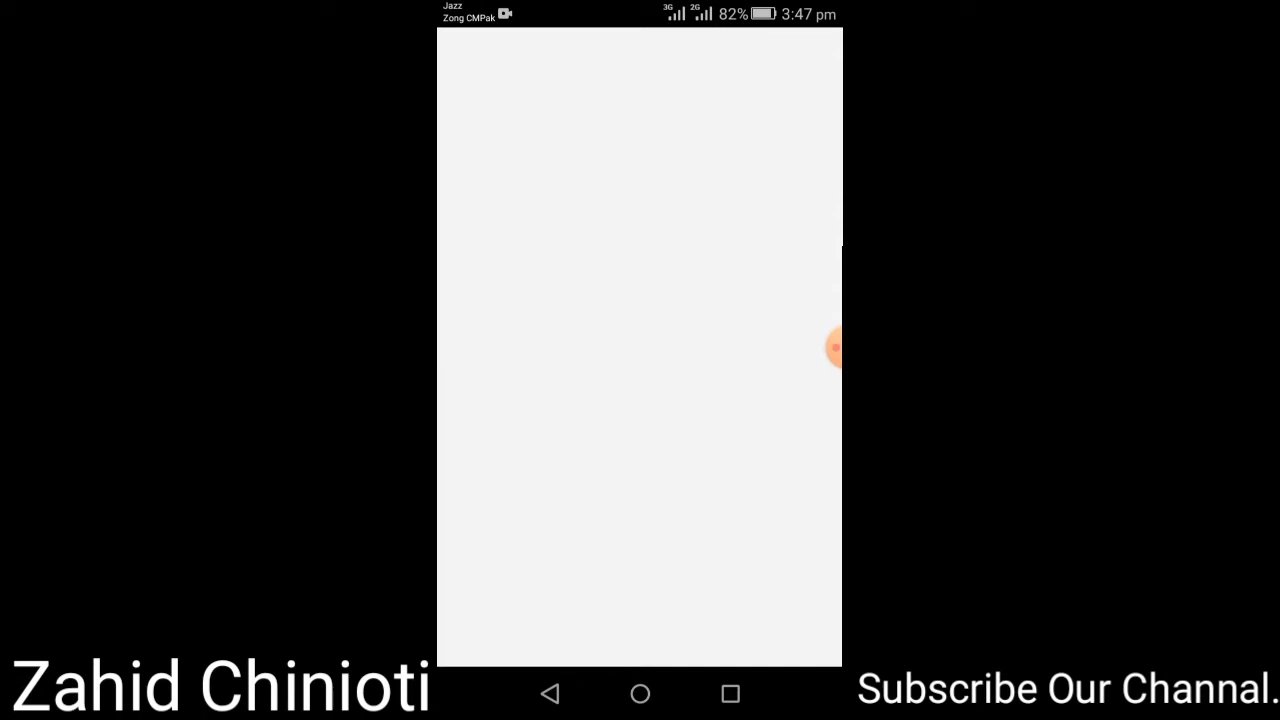 Jazz
Zong CMPak
3G 2G 82% 3:47 pm
Zahid Chinioti
Subscribe Our Channal.